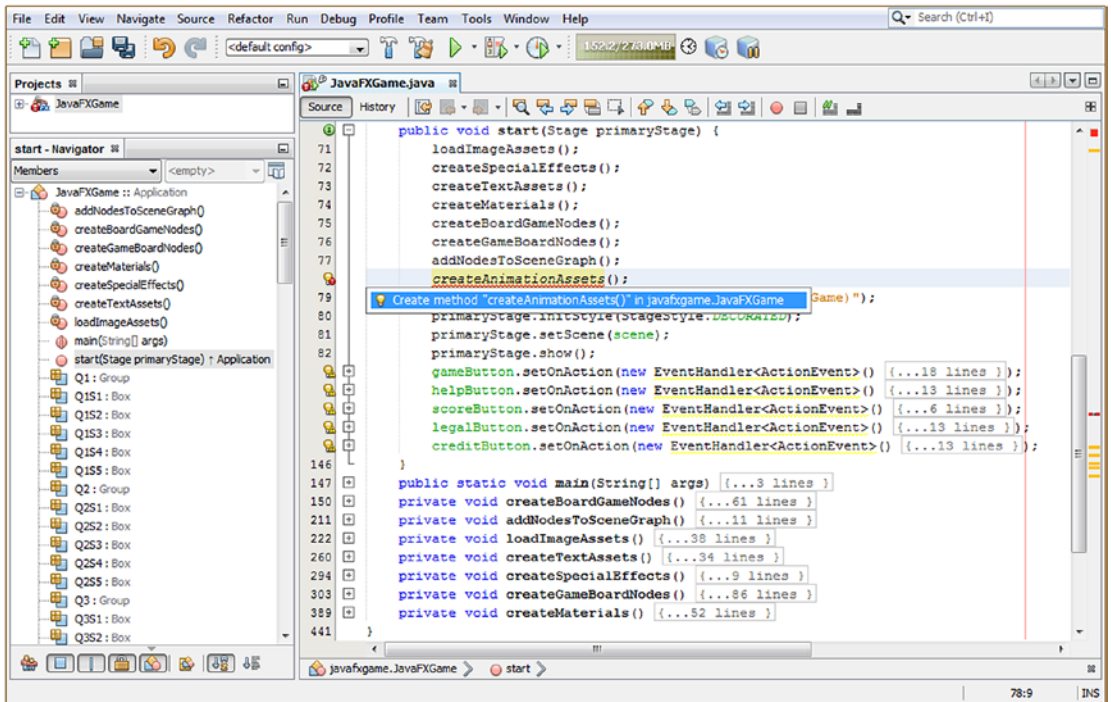 File Edit View Navigate Source Refactor Run Debug Profile Team Tools Window Help
Search (Ctrl+I)
<default config>
152.2/273.0MB
Projects
JavaFXGame
start - Navigator
Members
<empty>
JavaFXGame :: Application
addNodesToSceneGraph()
createBoardGameNodes()
createGameBoardNodes()
createMaterials()
createSpecialEffects()
createTextAssets()
loadImageAssets()
main(String[] args)
start(Stage primaryStage) ↑ Application
Q1 : Group
Q1S1 : Box
Q1S2 : Box
Q1S3 : Box
Q1S4 : Box
Q1S5 : Box
Q2 : Group
Q2S1 : Box
Q2S2 : Box
Q2S3 : Box
Q2S4 : Box
Q2S5 : Box
Q3 : Group
Q3S1 : Box
Q3S2 : Box
JavaFXGame.java
Source History
public void start(Stage primaryStage) {
71 loadImageAssets();
72 createSpecialEffects();
73 createTextAssets();
74 createMaterials();
75 createBoardGameNodes();
76 createGameBoardNodes();
77 addNodesToSceneGraph();
createAnimationAssets();
79 Game)");
Create method "createAnimationAssets()" in javafxgame.JavaFXGame
80 primaryStage.initStyle(StageStyle.DECORATED);
81 primaryStage.setScene(scene);
82 primaryStage.show();
gameButton.setOnAction(new EventHandler<ActionEvent>() {...18 lines });
helpButton.setOnAction(new EventHandler<ActionEvent>() {...13 lines });
scoreButton.setOnAction(new EventHandler<ActionEvent>() {...6 lines });
legalButton.setOnAction(new EventHandler<ActionEvent>() {...13 lines });
creditButton.setOnAction(new EventHandler<ActionEvent>() {...13 lines });
146 }
147 public static void main(String[] args) {...3 lines }
150 private void createBoardGameNodes() {...61 lines }
211 private void addNodesToSceneGraph() {...11 lines }
222 private void loadImageAssets() {...38 lines }
260 private void createTextAssets() {...34 lines }
294 private void createSpecialEffects() {...9 lines }
303 private void createGameBoardNodes() {...86 lines }
389 private void createMaterials() {...52 lines }
441 }
javafxgame.JavaFXGame start
78:9 INS